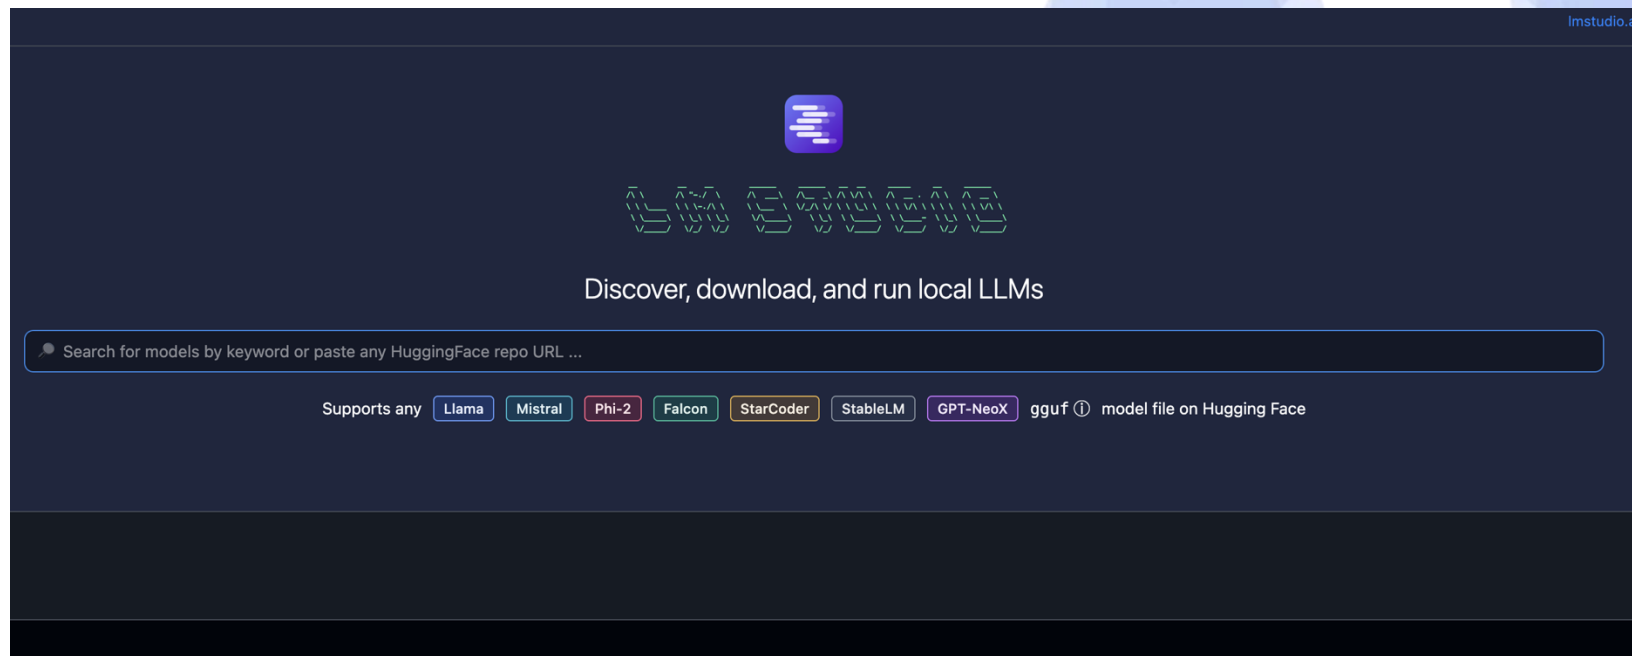 lmstudio.a
LM STUDIO
Discover, download, and run local LLMs
Search for models by keyword or paste any HuggingFace repo URL ...
Supports any Llama Mistral Phi-2 Falcon StarCoder StableLM GPT-NeoX gguf ⓘ model file on Hugging Face